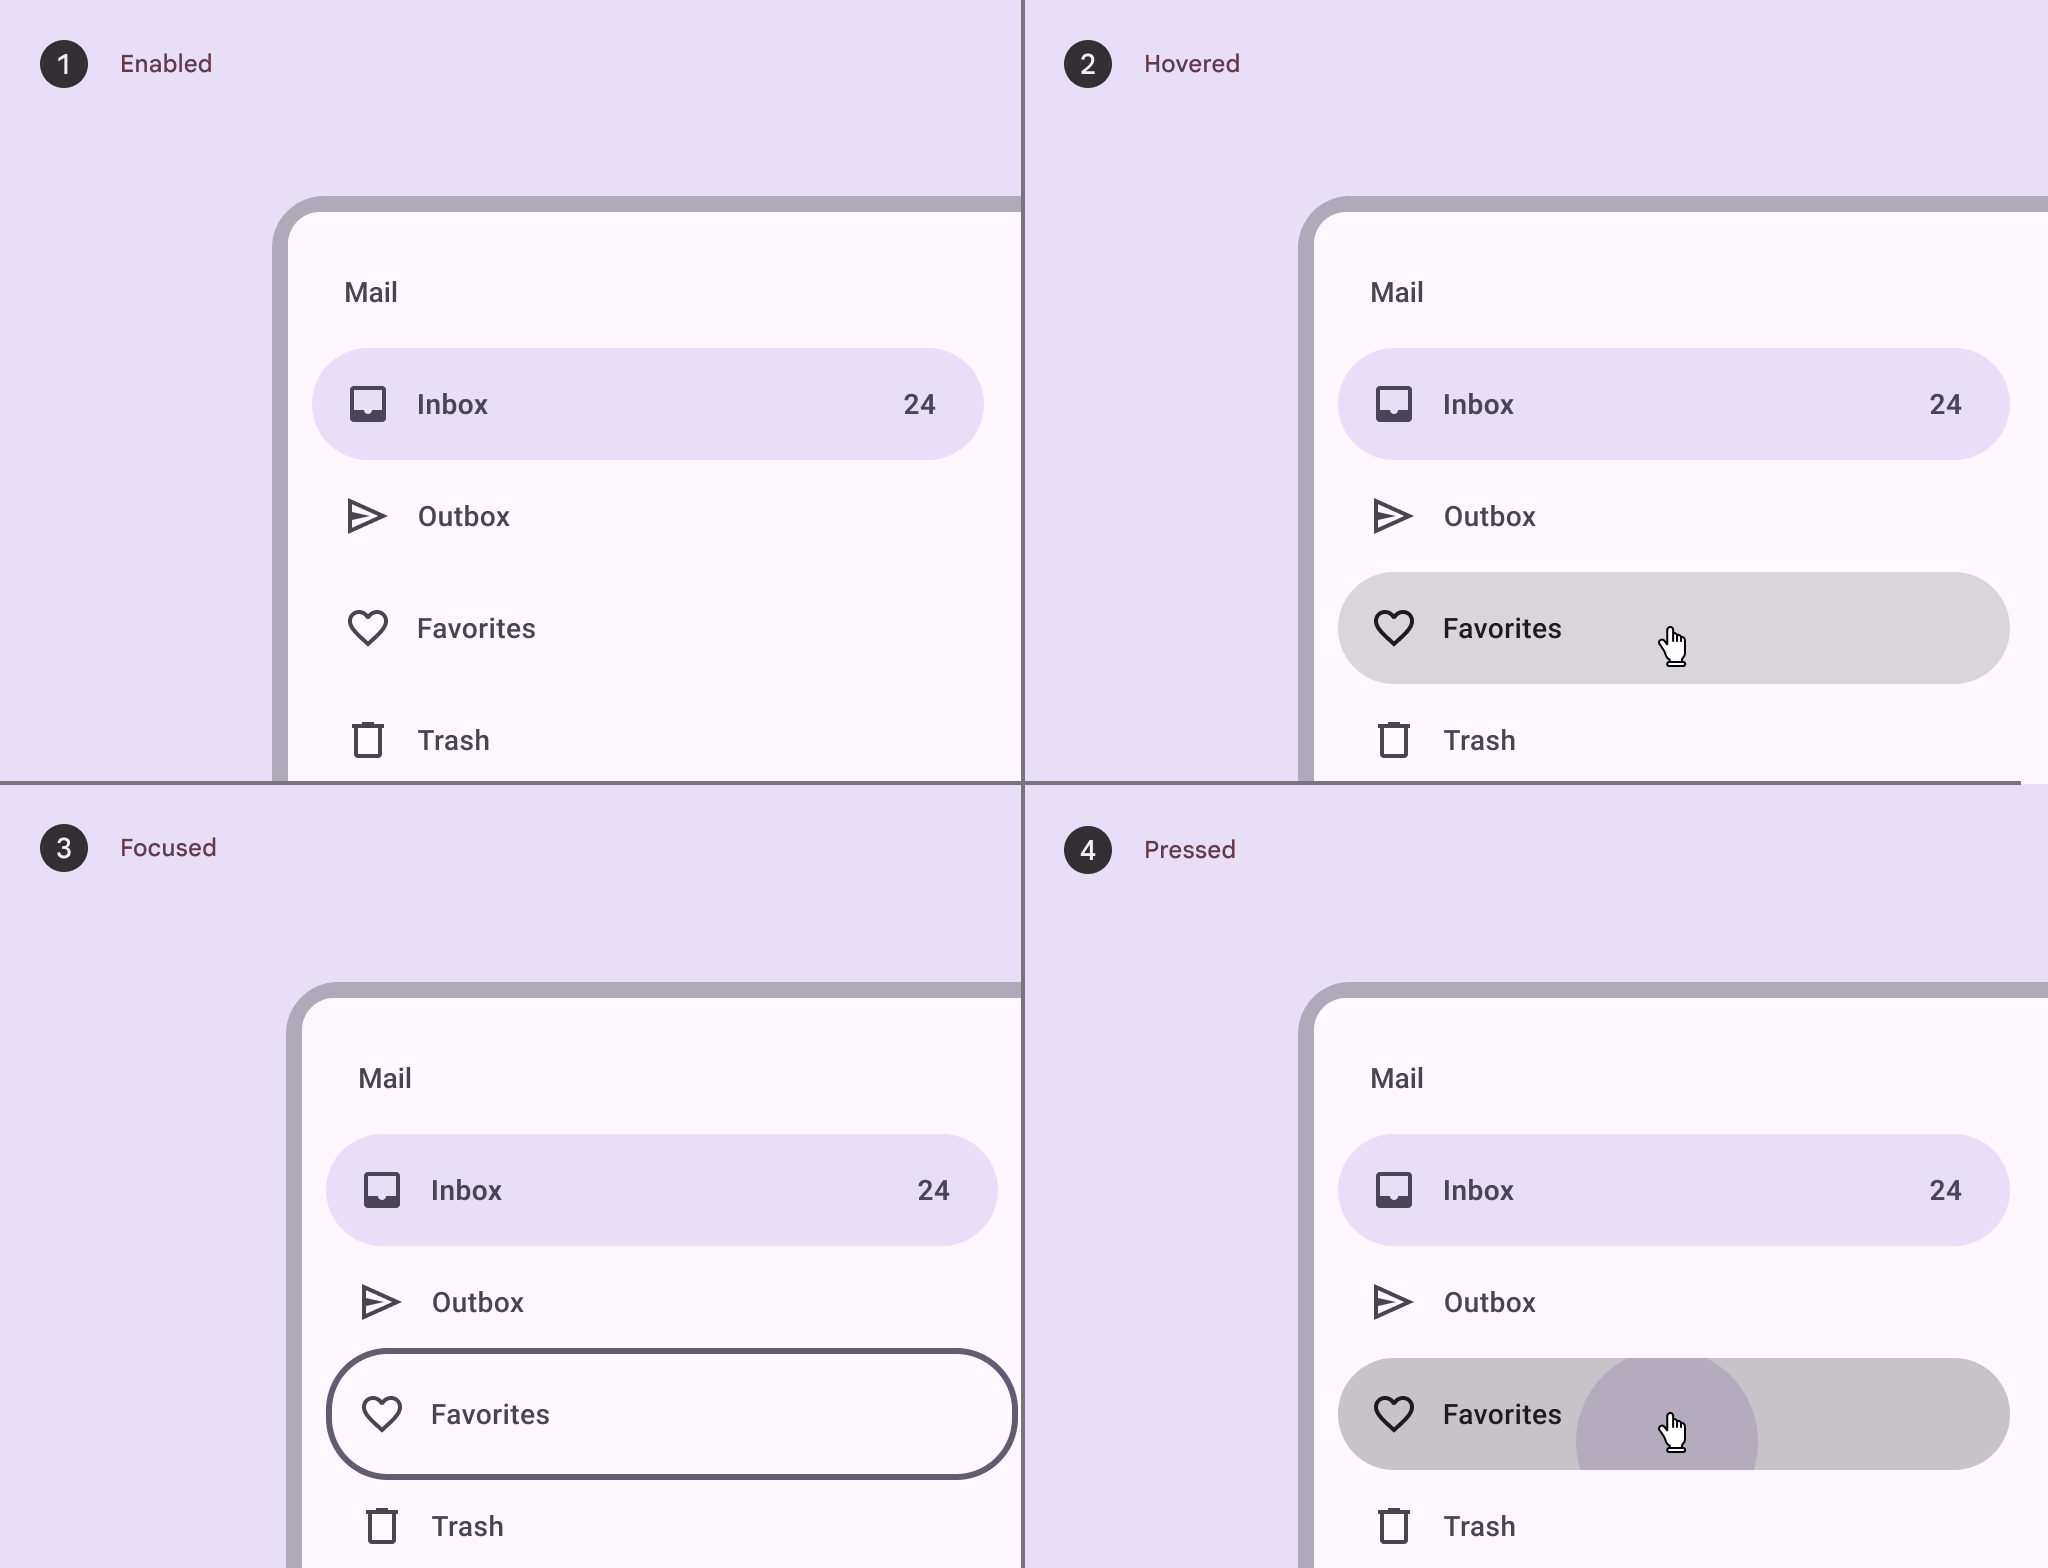 1 Enabled
Mail
Inbox 24
Outbox
Favorites
Trash
2 Hovered
Mail
Inbox 24
Outbox
Favorites
Trash
3 Focused
Mail
Inbox 24
Outbox
Favorites
Trash
4 Pressed
Mail
Inbox 24
Outbox
Favorites
Trash